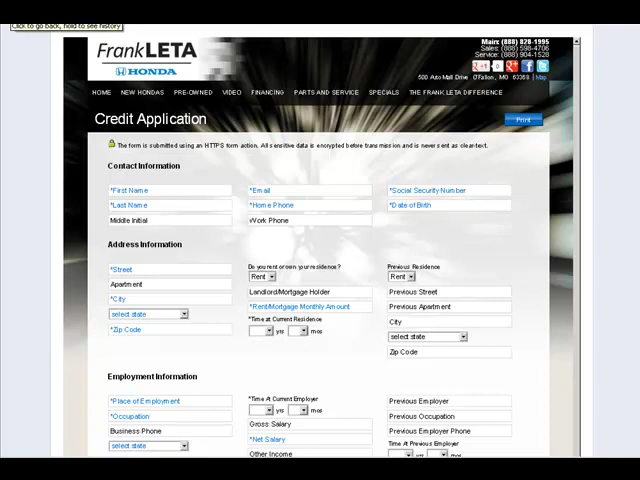 Click to go back, hold to see history
Frank LETA
HONDA
Main: (888) 878-1995
Sales: (888) 598-4706
Service: (888) 904-1528
+1 0
500 Auto Mall Drive O'Fallon, MO 63369 | Map
HOME NEW HONDAS PRE-OWNED VIDEO FINANCING PARTS AND SERVICE SPECIALS THE FRANK LETA DIFFERENCE
Credit Application
Print
The form is submitted using an HTTPS form action. All sensitive data is encrypted before transmission and is never sent as clear-text.
Contact Information
*First Name *Email *Social Security Number
*Last Name *Home Phone *Date of Birth
Middle Initial Work Phone
Address Information
*Street Do you rent or own your residence? Previous Residence
Apartment Rent Rent
*City Landlord/Mortgage Holder Previous Street
select state *Rent/Mortgage Monthly Amount Previous Apartment
*Zip Code *Time at Current Residence City
yrs mos select state
Zip Code
Employment Information
*Place of Employment *Time At Current Employer Previous Employer
*Occupation yrs mos Previous Occupation
Business Phone Gross Salary Previous Employer Phone
select state *Net Salary Time At Previous Employer
Other Income yrs mos